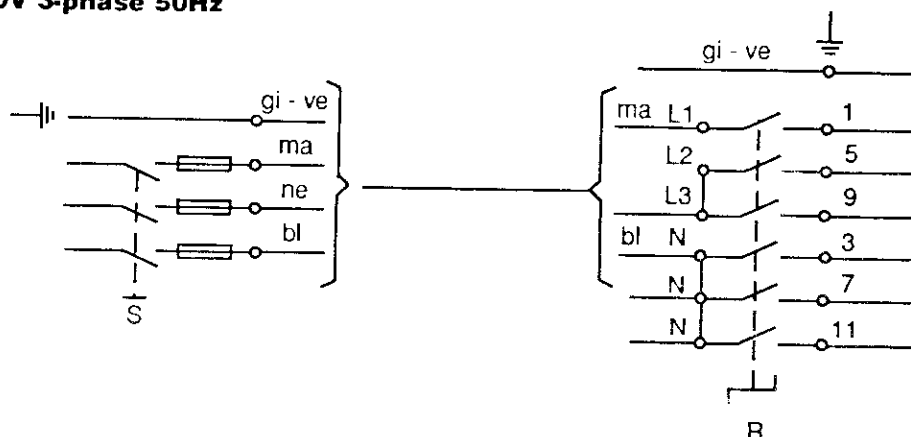 V 3-phase 50Hz
gi - ve
ma
ne
bl
S
gi - ve
ma L1 1
L2 5
L3 9
bl N 3
N 7
N 11